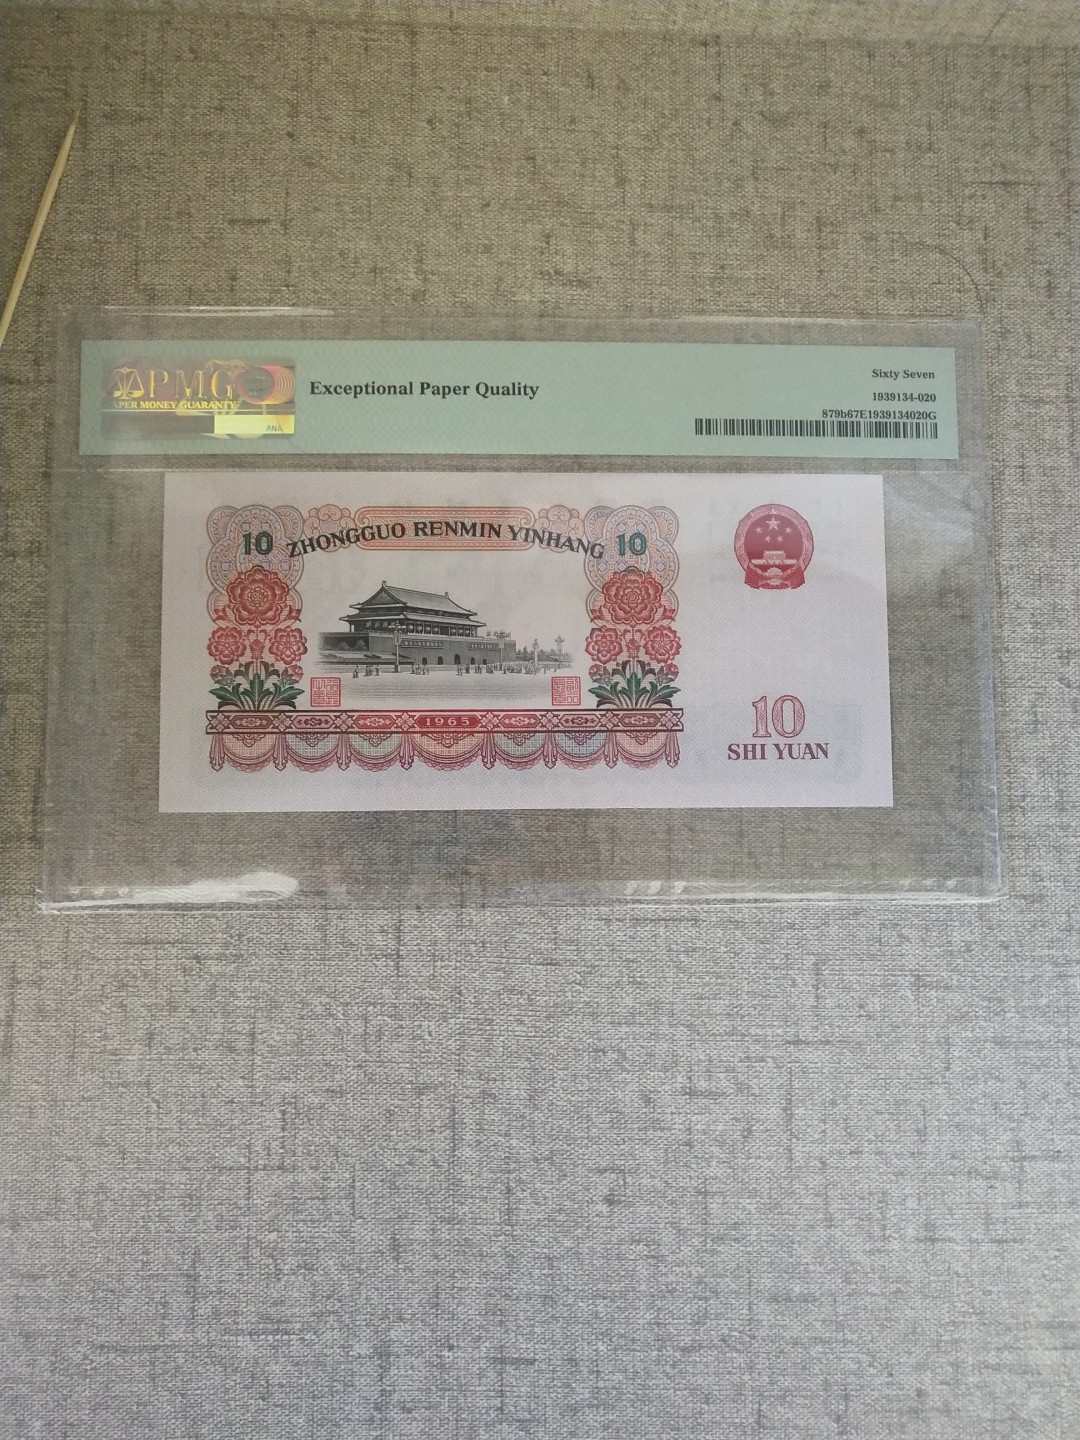 PMG
PAPER MONEY GUARANTY
ANA
Exceptional Paper Quality
Sixty Seven
1939134-020
879b67E1939134020G
10 ZHONGGUO RENMIN YINHANG 10
1965
10
SHI YUAN